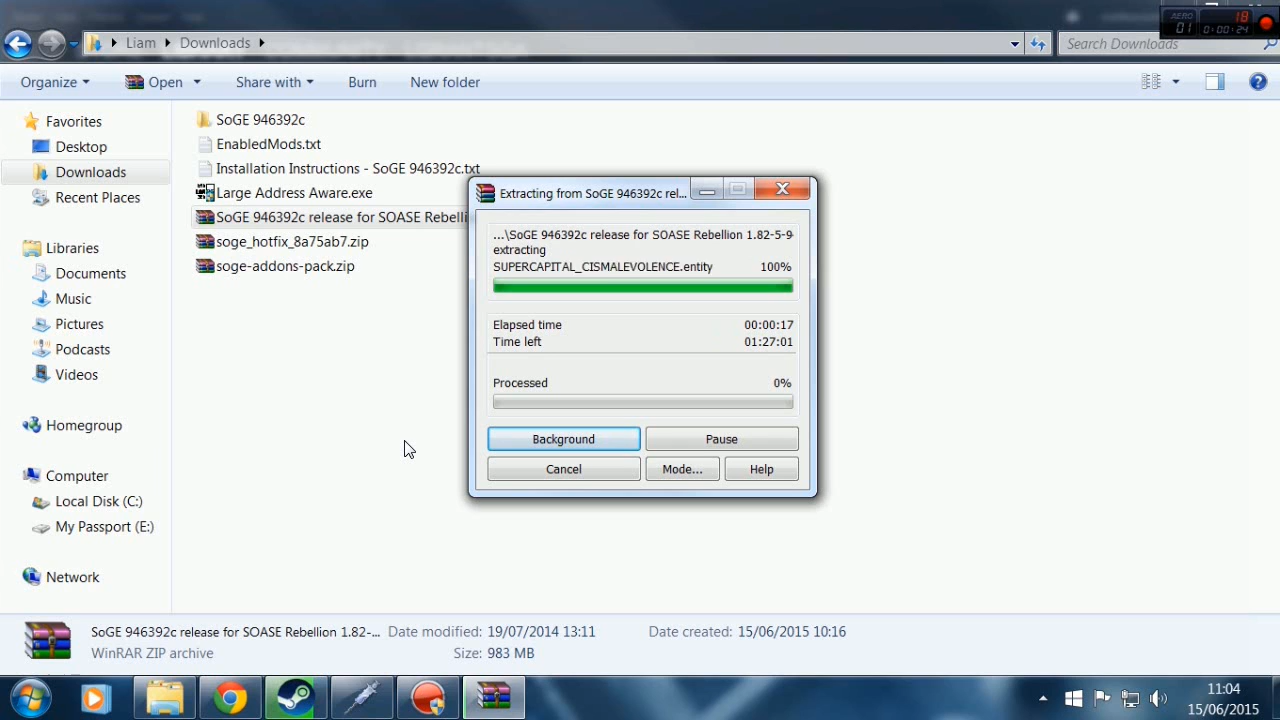 AERO
01
18
0:00:24
Liam
Downloads
Search Downloads
Organize
Open
Share with
Burn
New folder
Favorites
Desktop
Downloads
Recent Places
Libraries
Documents
Music
Pictures
Podcasts
Videos
Homegroup
Computer
Local Disk (C:)
My Passport (E:)
Network
SoGE 946392c
EnabledMods.txt
Installation Instructions - SoGE 946392c.txt
Large Address Aware.exe
SoGE 946392c release for SOASE Rebelli
soge_hotfix_8a75ab7.zip
soge-addons-pack.zip
Extracting from SoGE 946392c rel...
...\SoGE 946392c release for SOASE Rebellion 1.82-5-9
extracting
SUPERCAPITAL_CISMALEVOLENCE.entity 100%
Elapsed time 00:00:17
Time left 01:27:01
Processed 0%
Background
Pause
Cancel
Mode...
Help
SoGE 946392c release for SOASE Rebellion 1.82-... Date modified: 19/07/2014 13:11 Date created: 15/06/2015 10:16
WinRAR ZIP archive Size: 983 MB
11:04
15/06/2015